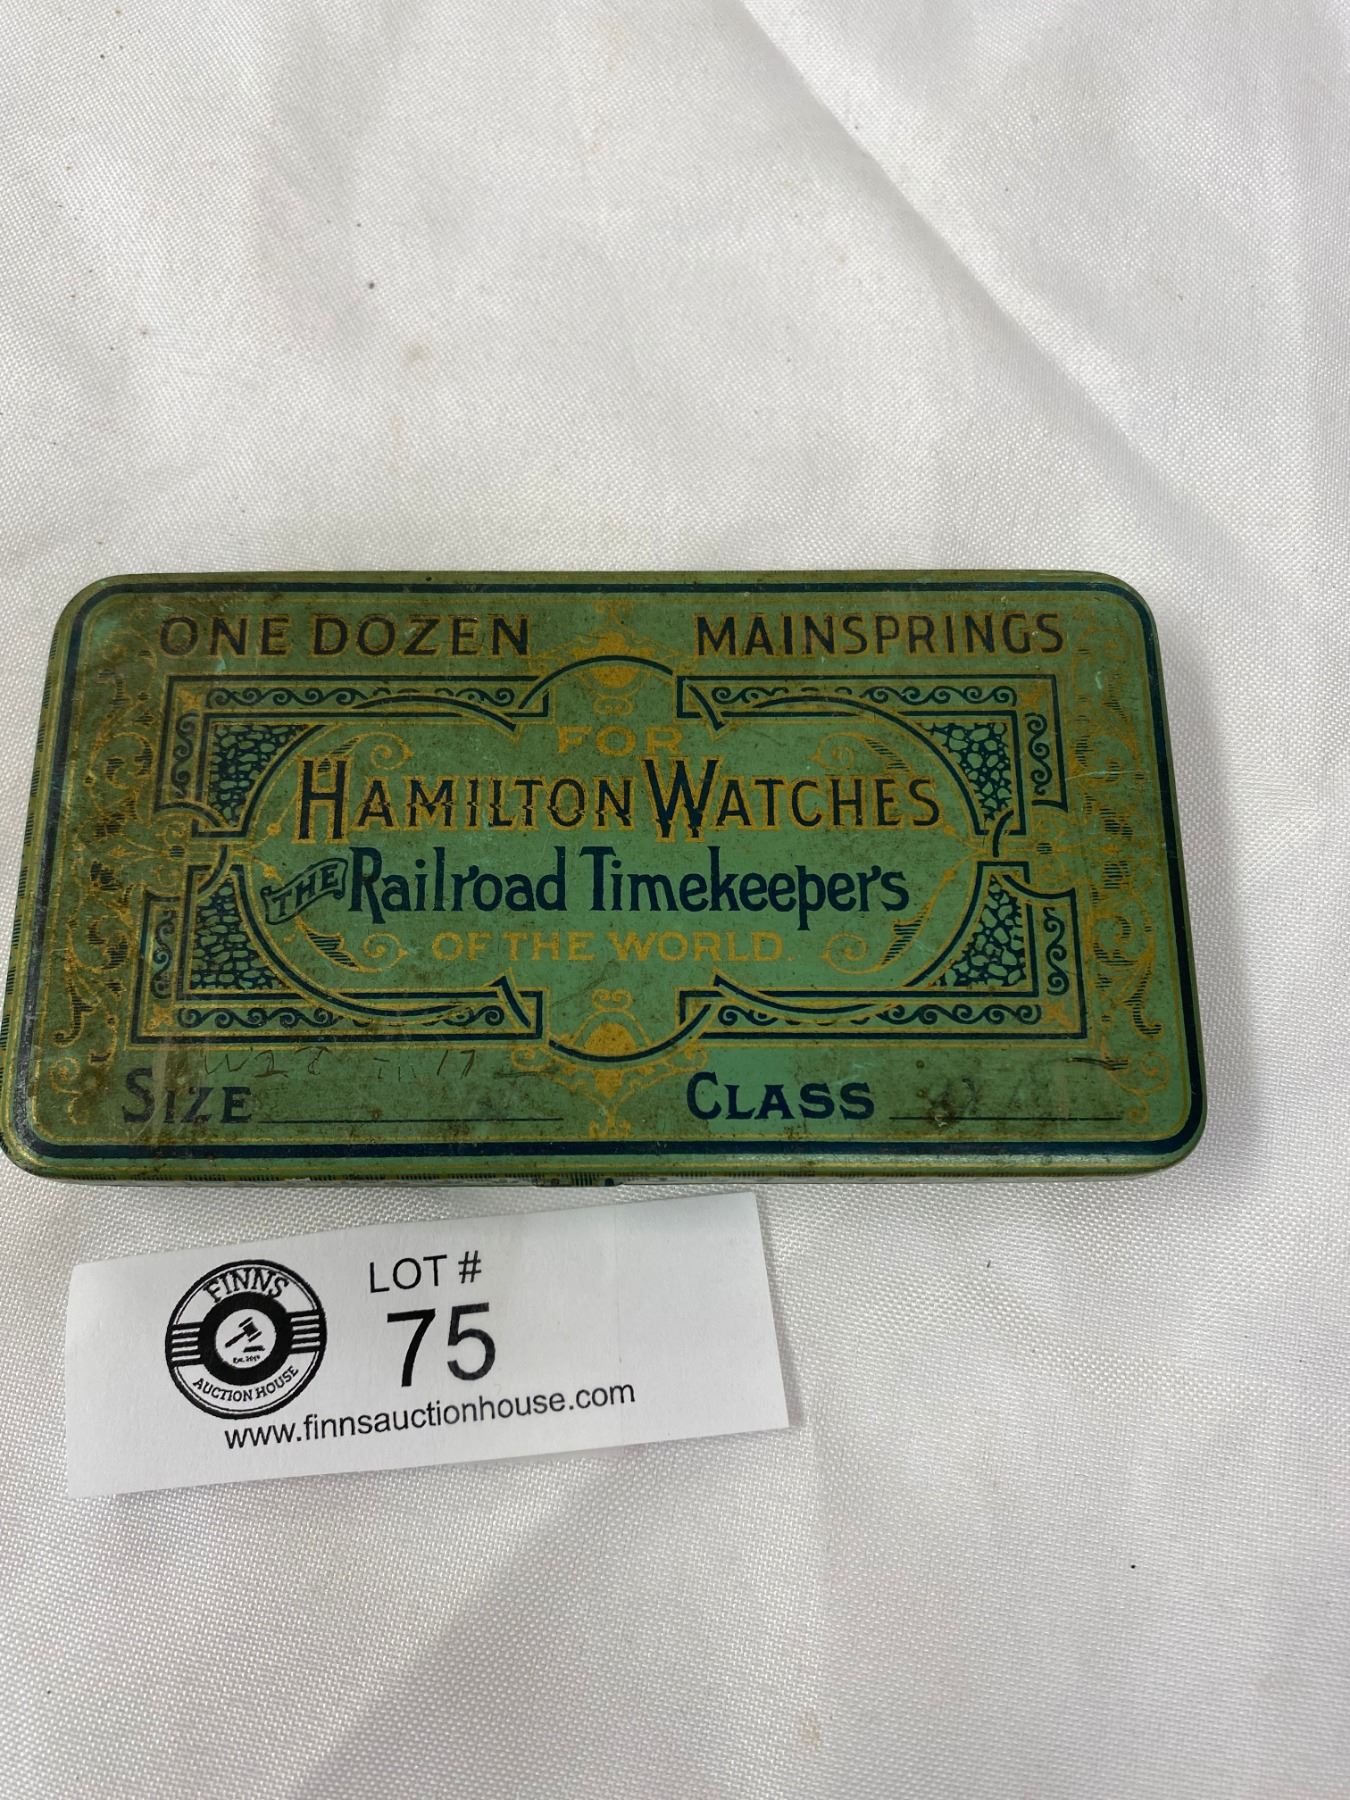 ONE DOZEN MAINSPRINGS
FOR
HAMILTON WATCHES
THE Railroad Timekeepers
OF THE WORLD.
SIZE CLASS
FINNS
AUCTION HOUSE
LOT #
75
www.finnsauctionhouse.com